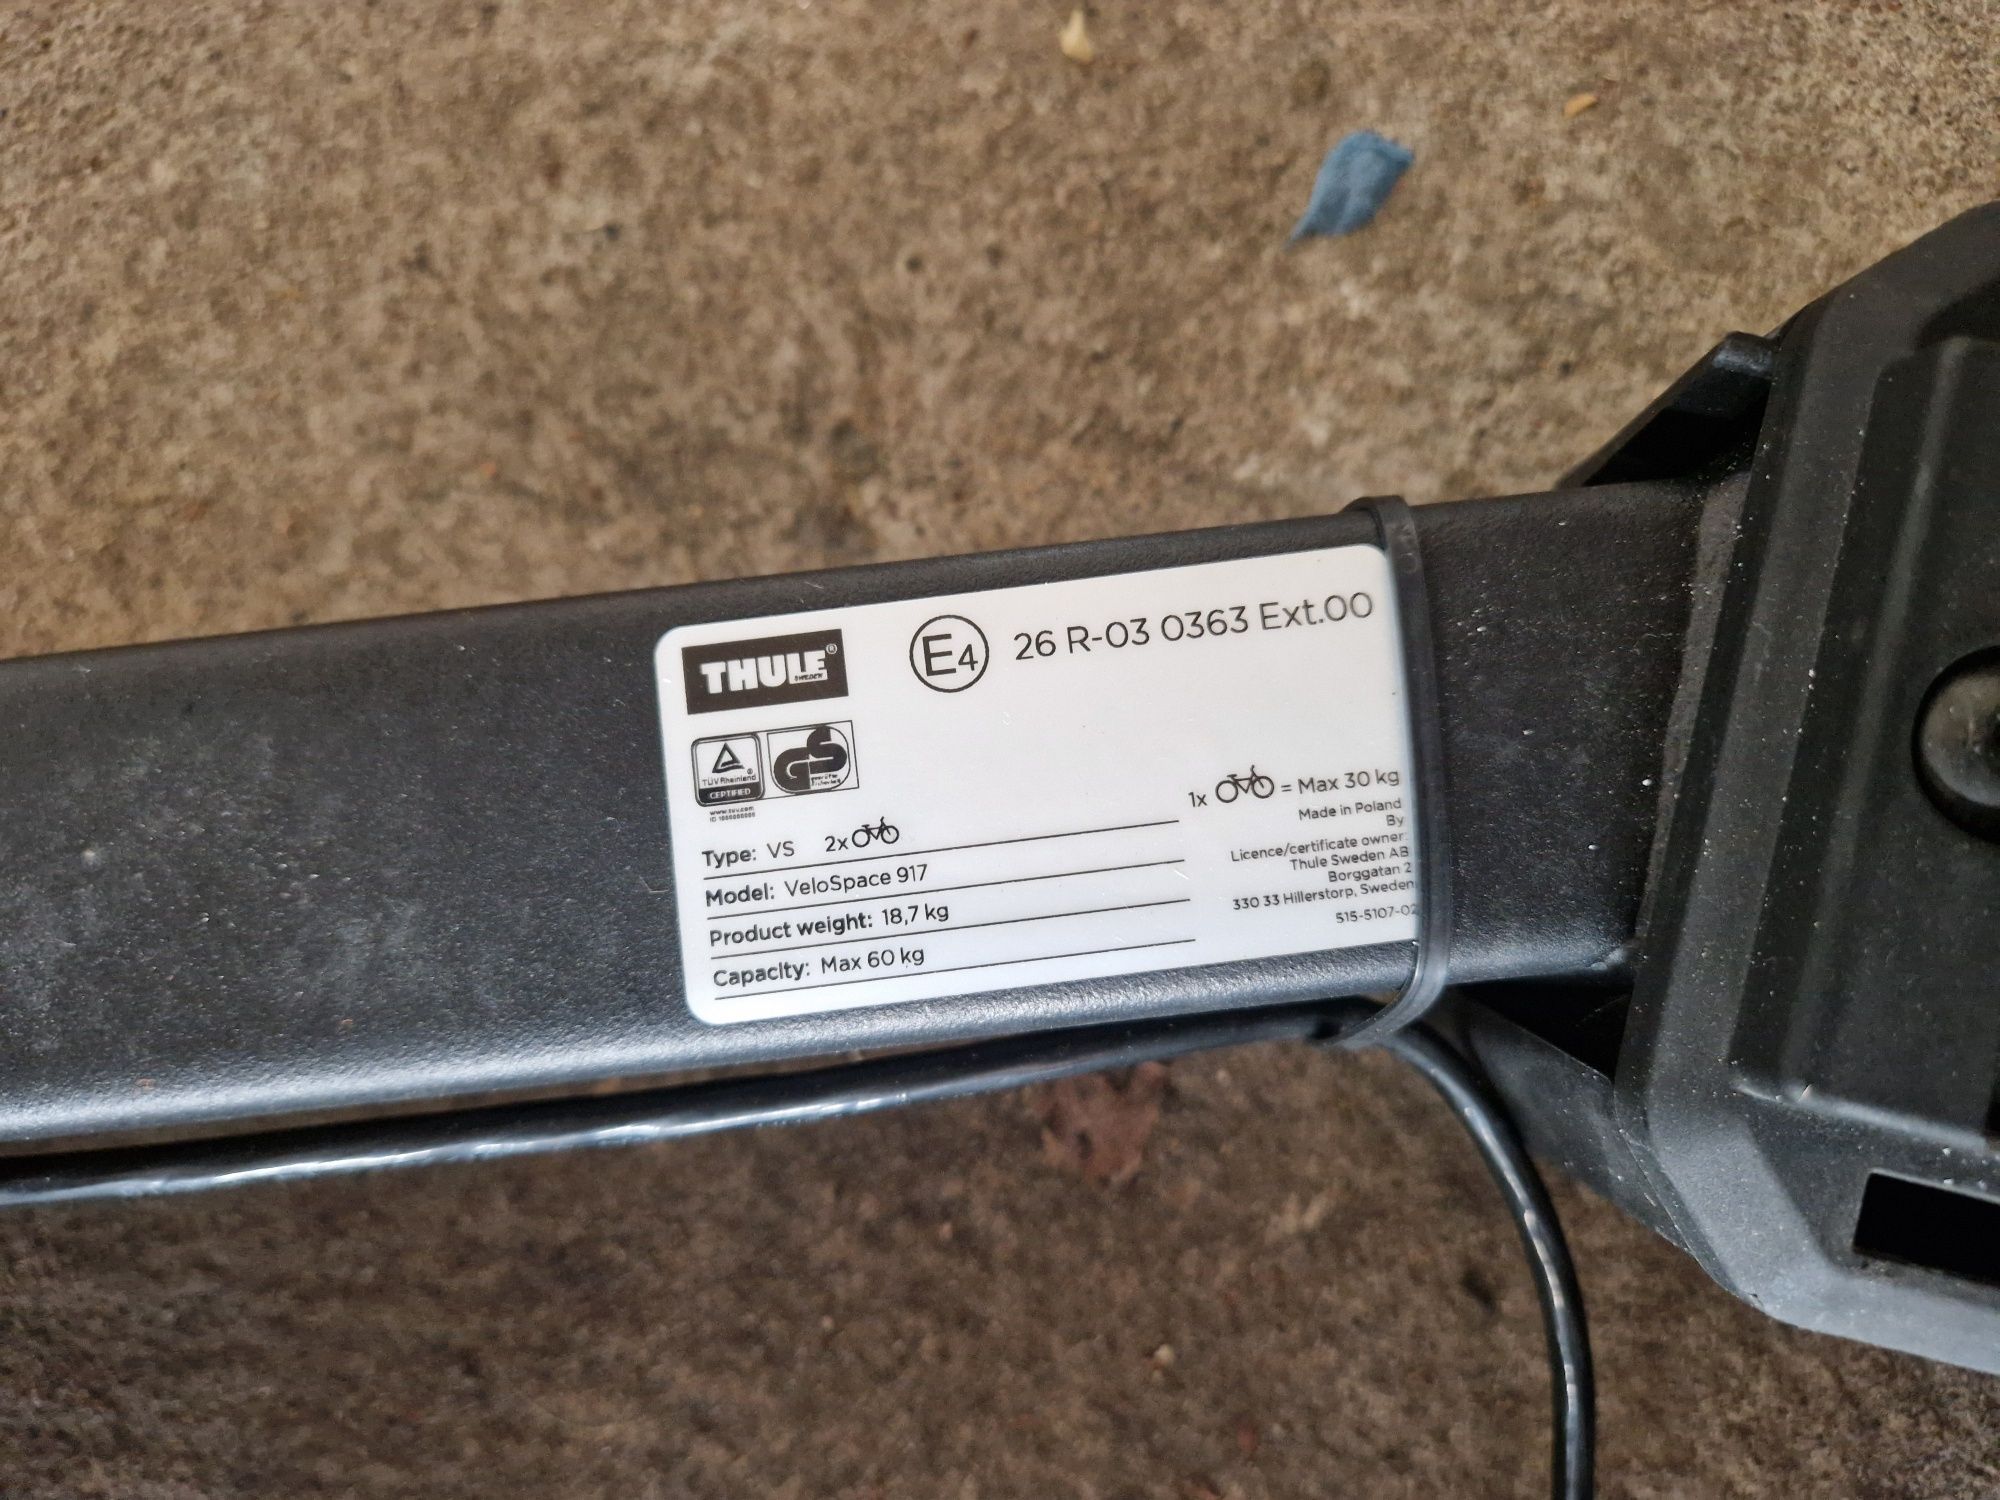 THULE®
SWEDEN
E4 26 R-03 0363 Ext.00
TÜV Rheinland®
CERTIFIED
www.tuv.com
GS
geprüfte
Sicherheit
1x = Max 30 kg
Type: VS 2x
Model: VeloSpace 917
Product weight: 18,7 kg
Capacity: Max 60 kg
Made in Poland
By
Licence/certificate owner:
Thule Sweden AB
Borggatan 2
330 33 Hillerstorp, Sweden
515-5107-02